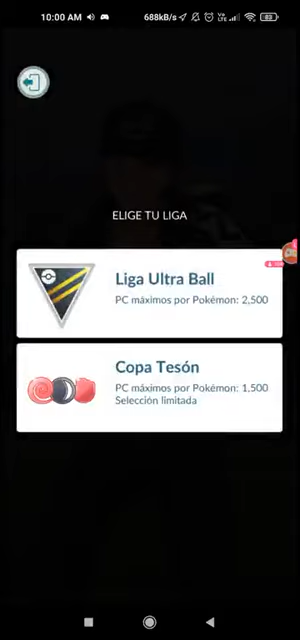 10:00 AM
688kB/s
83
ELIGE TU LIGA
Liga Ultra Ball
PC máximos por Pokémon: 2,500
Copa Tesón
PC máximos por Pokémon: 1,500
Selección limitada